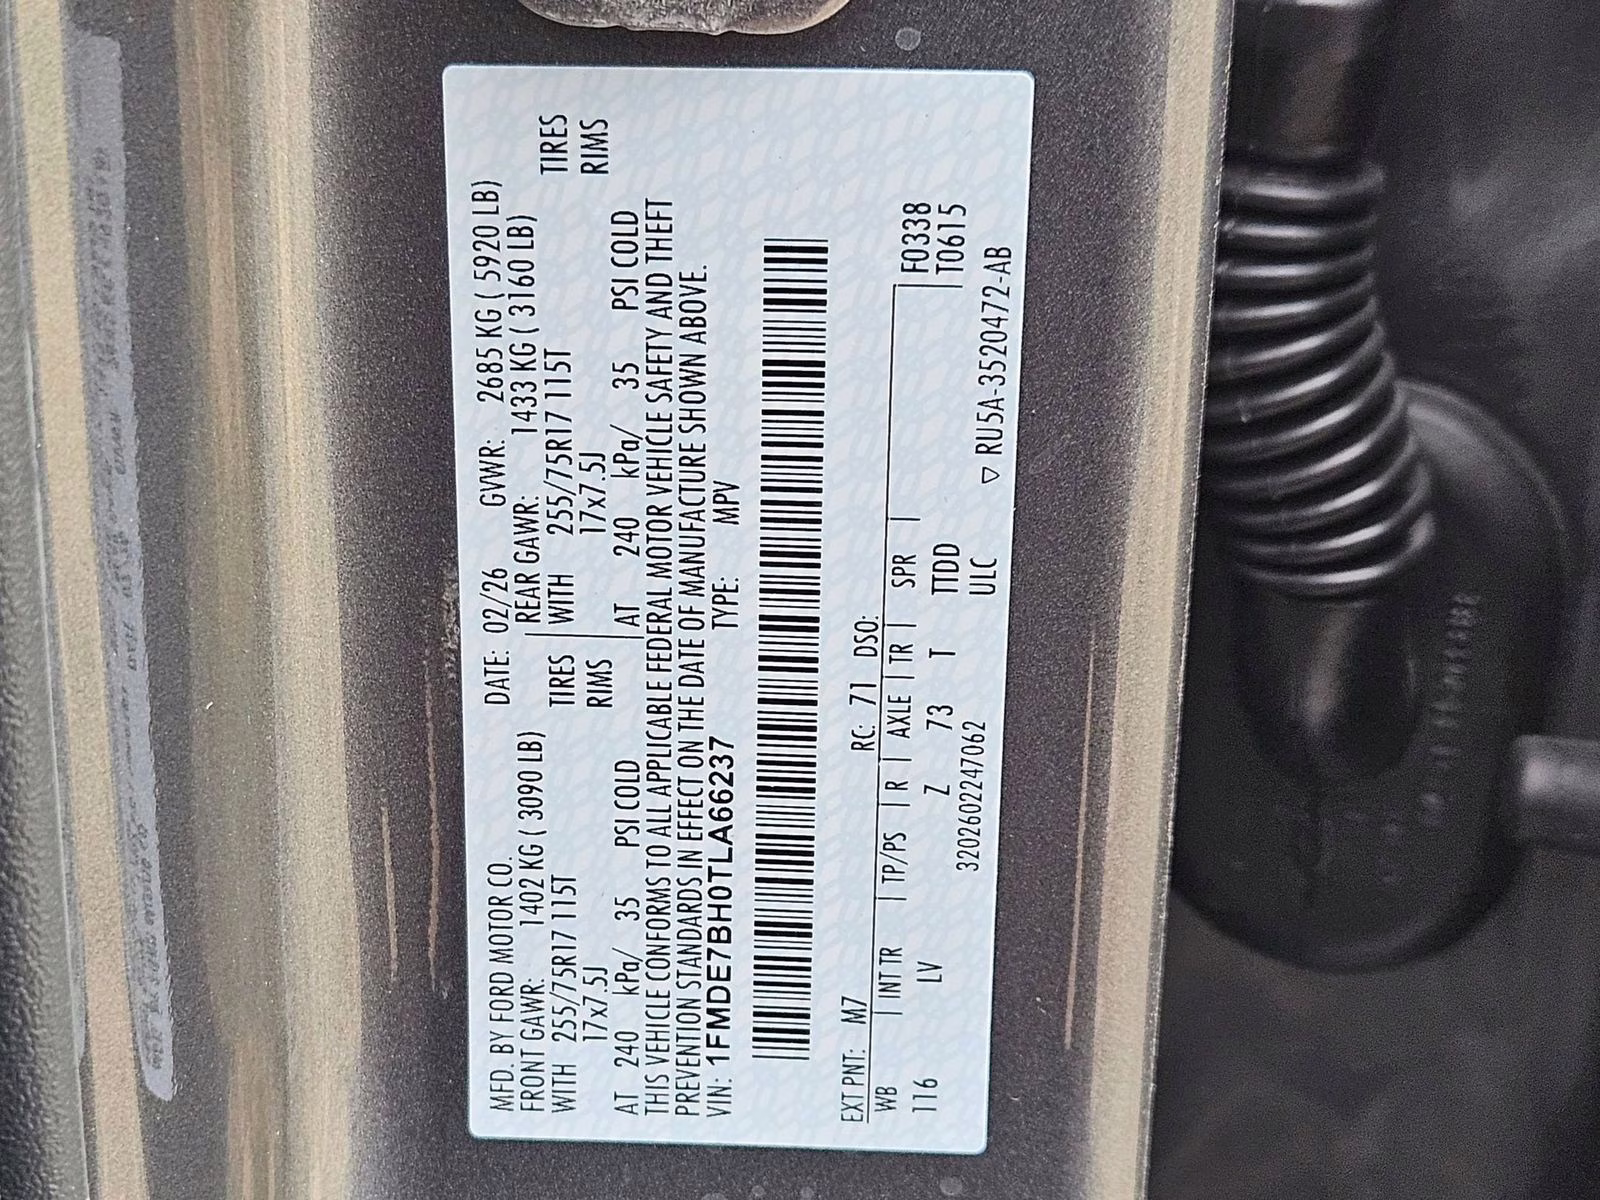 MFD. BY FORD MOTOR CO. DATE: 02/26 GVWR: 2685 KG ( 5920 LB)
FRONT GAWR: 1402 KG ( 3090 LB) REAR GAWR: 1433 KG ( 3160 LB)
WITH 255/75R17 115T TIRES WITH 255/75R17 115T TIRES
17x7.5J RIMS 17x7.5J RIMS
AT 240 kPa/ 35 PSI COLD AT 240 kPa/ 35 PSI COLD
THIS VEHICLE CONFORMS TO ALL APPLICABLE FEDERAL MOTOR VEHICLE SAFETY AND THEFT
PREVENTION STANDARDS IN EFFECT ON THE DATE OF MANUFACTURE SHOWN ABOVE.
VIN: 1FMDE7BH0TLA66237 TYPE: MPV
EXT PNT: M7 RC: 71 DSO:
WB | INT TR | TP/PS | R | AXLE | TR | SPR | F0338
116 LV Z 73 T TTDD T0615
3202602247062 ULC ▽ RU5A-3520472-AB